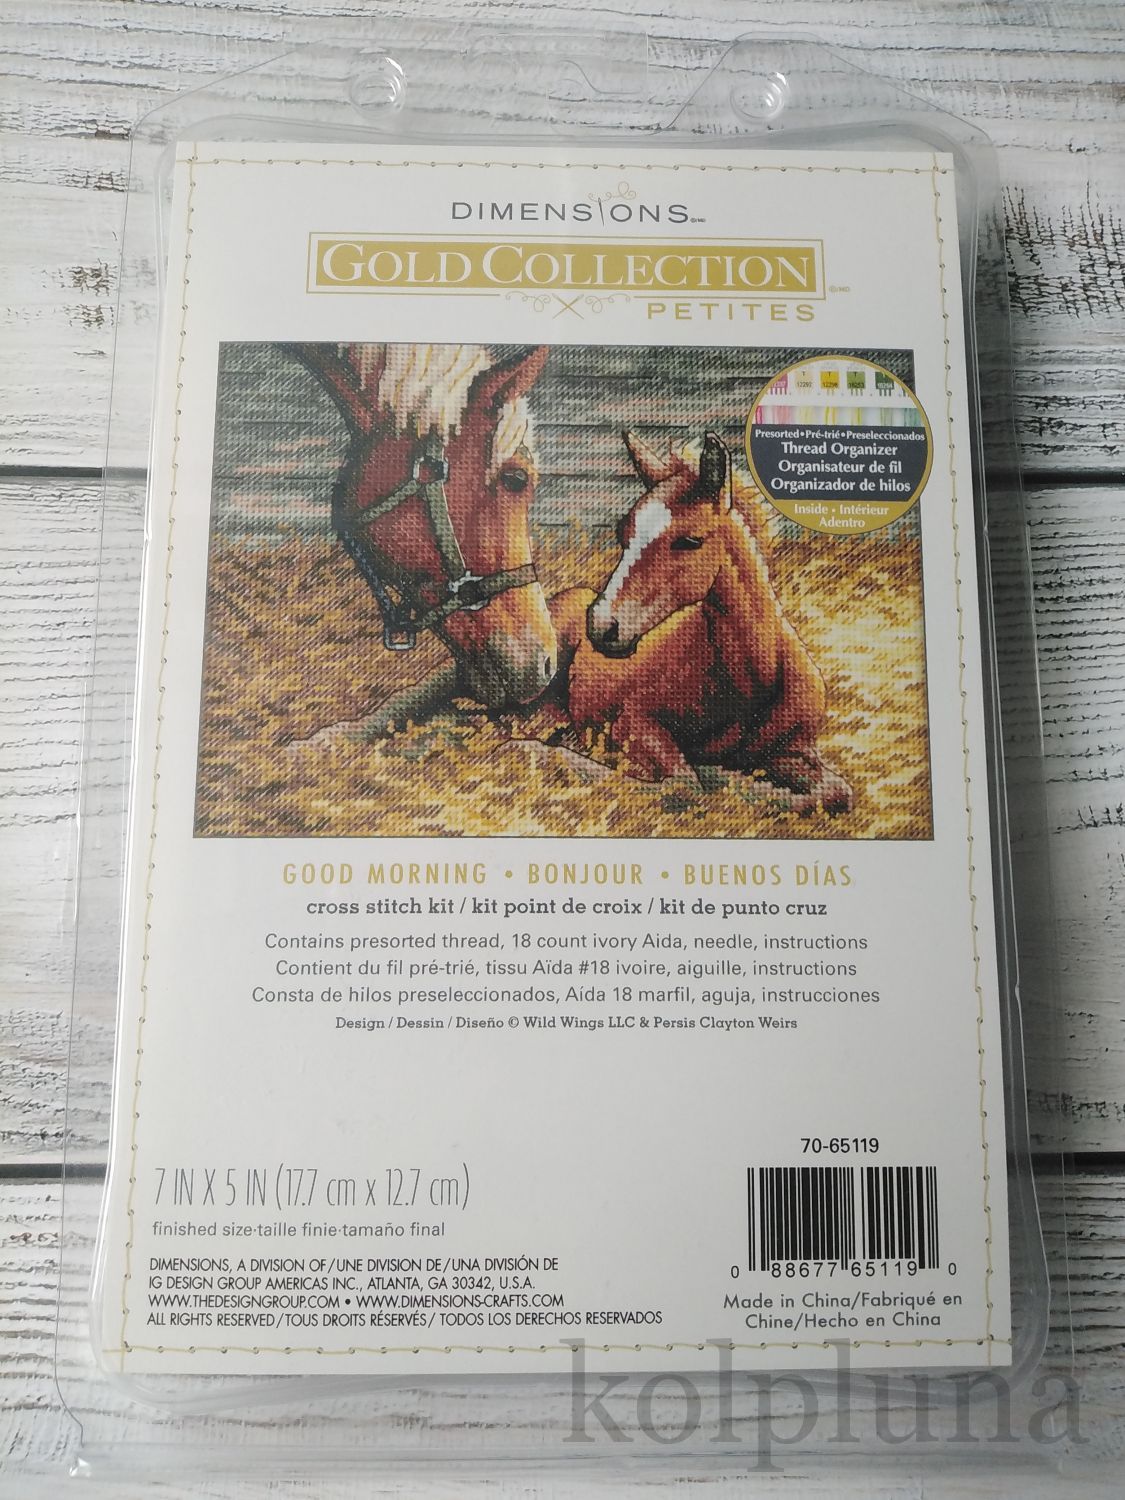 DIMENSIONS ®/MD
GOLD COLLECTION ®/MD
PETITES
12292 12298 16253
Presorted • Pré-trié • Preseleccionados
Thread Organizer
Organisateur de fil
Organizador de hilos
Inside • Intérieur
Adentro
GOOD MORNING • BONJOUR • BUENOS DÍAS
cross stitch kit / kit point de croix / kit de punto cruz
Contains presorted thread, 18 count ivory Aida, needle, instructions
Contient du fil pré-trié, tissu Aïda #18 ivoire, aiguille, instructions
Consta de hilos preseleccionados, Aída 18 marfil, aguja, instrucciones
Design / Dessin / Diseño © Wild Wings LLC & Persis Clayton Weirs
70-65119
7 IN X 5 IN (17.7 cm x 12.7 cm)
finished size·taille finie·tamaño final
DIMENSIONS, A DIVISION OF/UNE DIVISION DE/UNA DIVISIÓN DE
IG DESIGN GROUP AMERICAS INC., ATLANTA, GA 30342, U.S.A.
WWW.THEDESIGNGROUP.COM • WWW.DIMENSIONS-CRAFTS.COM
ALL RIGHTS RESERVED/TOUS DROITS RÉSERVÉS/ TODOS LOS DERECHOS RESERVADOS
0 88677 65119 0
Made in China/Fabriqué en
Chine/Hecho en China
kolpluna